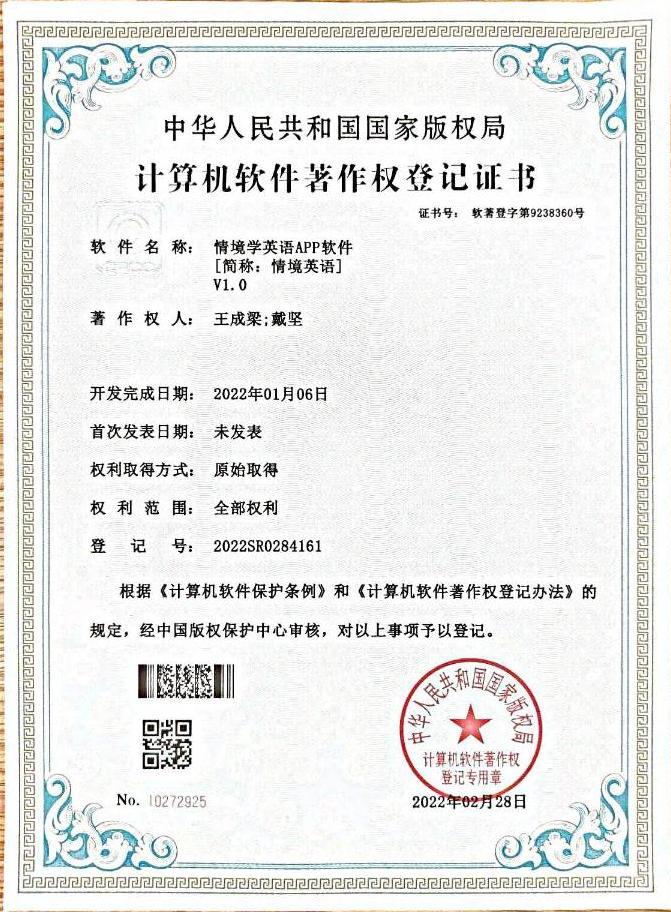 中华人民共和国国家版权局
计算机软件著作权登记证书
证书号： 软著登字第9238360号
软件名称： 情境学英语APP软件
[简称：情境英语]
V1.0
著作权人： 王成梁;戴坚
开发完成日期： 2022年01月06日
首次发表日期： 未发表
权利取得方式： 原始取得
权利范围： 全部权利
登记号： 2022SR0284161
根据《计算机软件保护条例》和《计算机软件著作权登记办法》的
规定，经中国版权保护中心审核，对以上事项予以登记。
中华人民共和国国家版权局
计算机软件著作权
登记专用章
No. 10272925
2022年02月28日